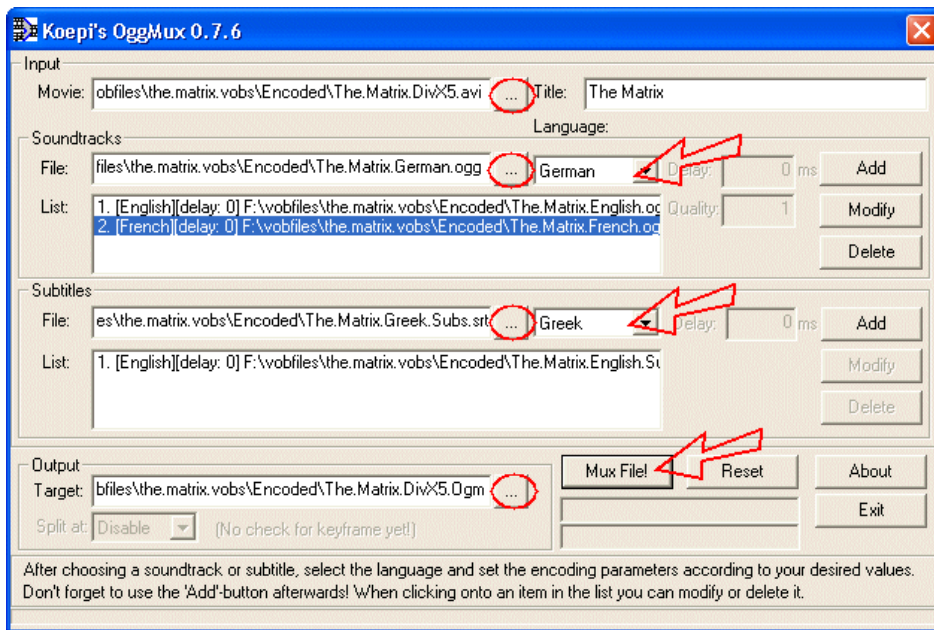 Koepi's OggMux 0.7.6
Input
Movie: obfiles\the.matrix.vobs\Encoded\The.Matrix.DivX5.avi ... Title: The Matrix
Soundtracks Language:
File: files\the.matrix.vobs\Encoded\The.Matrix.German.ogg ... German Delay: 0 ms Add
List: 1. [English][delay: 0] F:\vobfiles\the.matrix.vobs\Encoded\The.Matrix.English.og Quality: 1 Modify
2. [French][delay: 0] F:\vobfiles\the.matrix.vobs\Encoded\The.Matrix.French.og
Delete
Subtitles
File: es\the.matrix.vobs\Encoded\The.Matrix.Greek.Subs.srt ... Greek Delay: 0 ms Add
List: 1. [English][delay: 0] F:\vobfiles\the.matrix.vobs\Encoded\The.Matrix.English.Su Modify
Delete
Output Mux File! Reset About
Target: bfiles\the.matrix.vobs\Encoded\The.Matrix.DivX5.Ogm ... Exit
Split at: Disable (No check for keyframe yet!)
After choosing a soundtrack or subtitle, select the language and set the encoding parameters according to your desired values.
Don't forget to use the 'Add'-button afterwards! When clicking onto an item in the list you can modify or delete it.